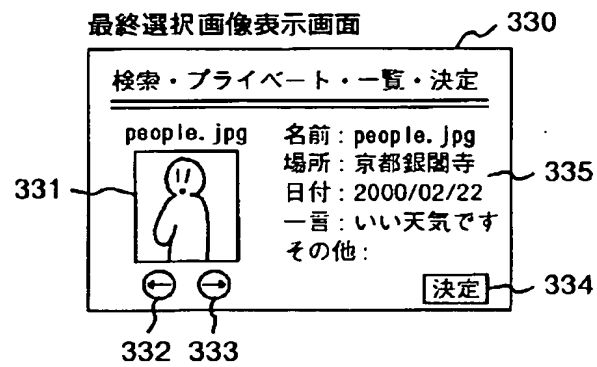 最終選択画像表示画面
330
検索・プライベート・一覧・決定
people.jpg
331
名前：people.jpg
場所：京都銀閣寺
日付：2000/02/22
一言：いい天気です
その他：
335
←
→
決定
334
332
333